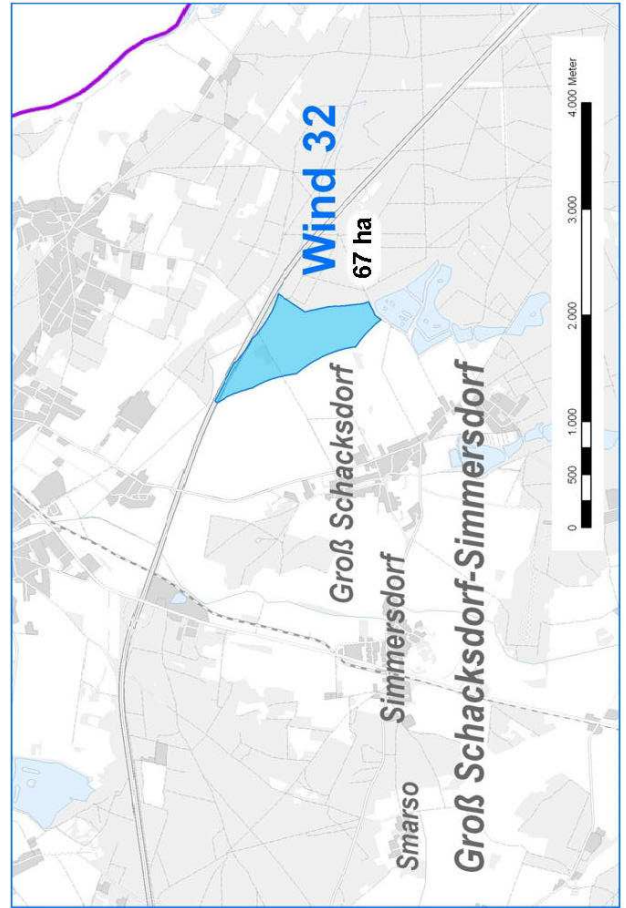 Wind 32
67 ha
Groß Schacksdorf
Simmersdorf
Smarso
Groß Schacksdorf-Simmersdorf
0 500 1.000 2.000 3.000 4.000 Meter